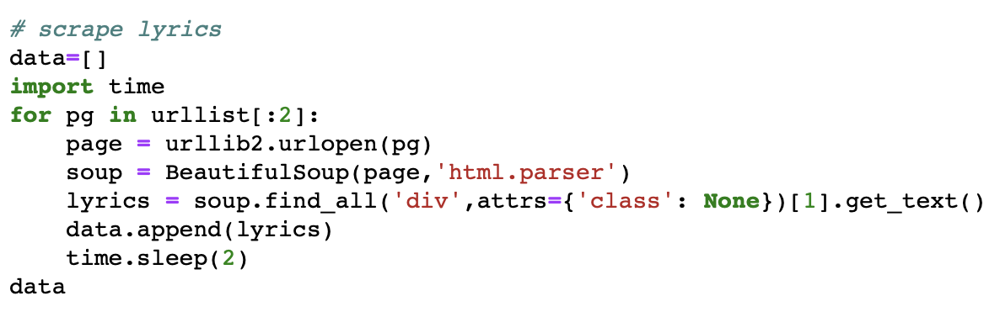 # scrape lyrics
data=[]
import time
for pg in urllist[:2]:
    page = urllib2.urlopen(pg)
    soup = BeautifulSoup(page,'html.parser')
    lyrics = soup.find_all('div',attrs={'class': None})[1].get_text()
    data.append(lyrics)
    time.sleep(2)
data